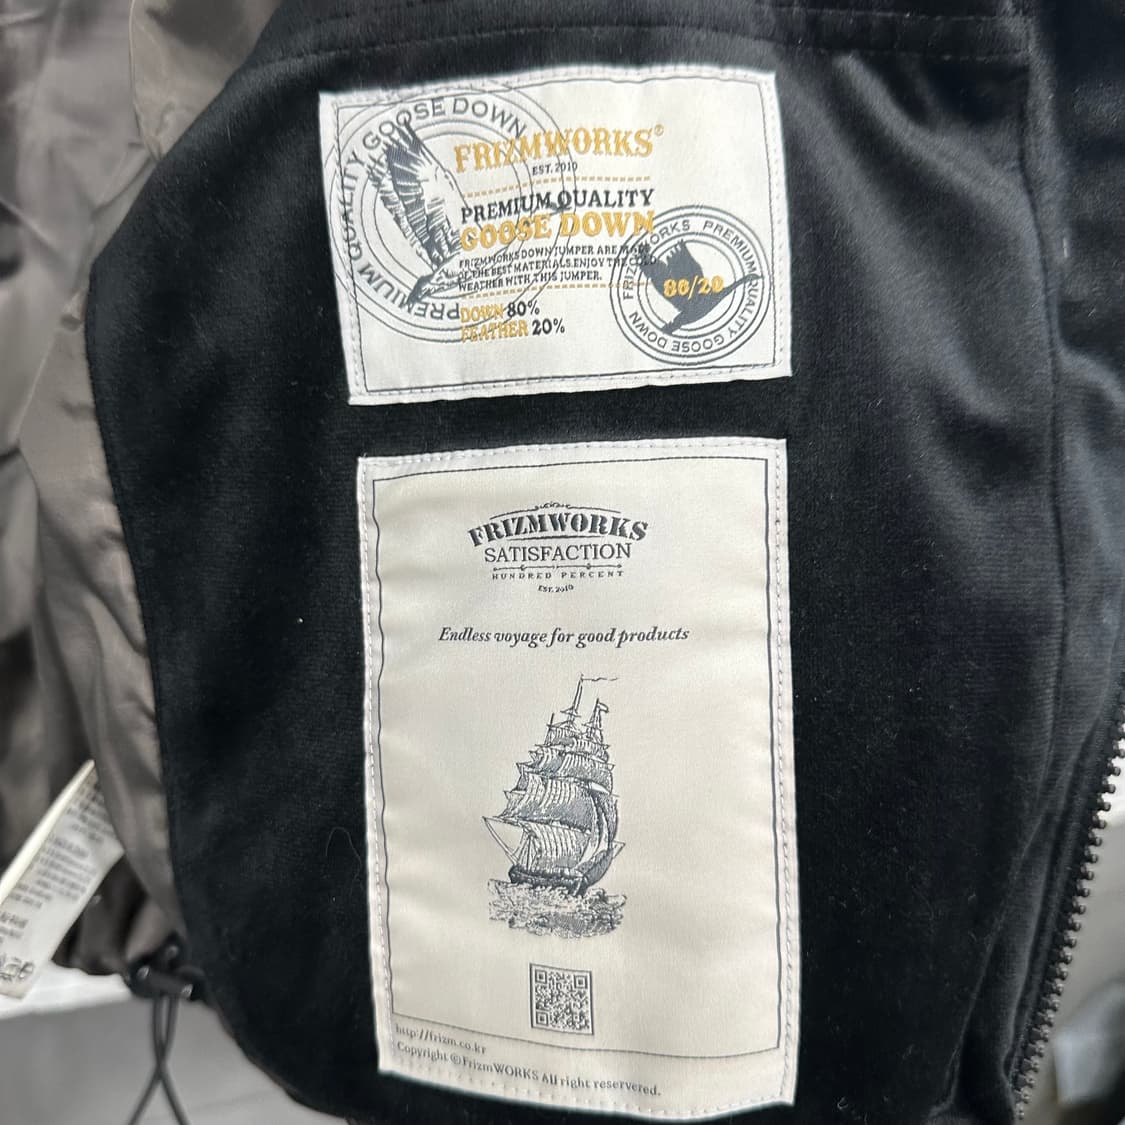 PREMIUM QUALITY GOOSE DOWN
FRIZMWORKS®
EST. 2010
PREMIUM QUALITY
GOOSE DOWN
FRIZMWORKS DOWN JUMPER ARE MADE
OF THE BEST MATERIALS.ENJOY THE COLD
WEATHER WITH THIS JUMPER.
DOWN 80%
FEATHER 20%
FRIZMWORKS PREMIUM QUALITY GOOSE DOWN
80/20
FRIZMWORKS
SATISFACTION
HUNDRED PERCENT
EST. 2010
Endless voyage for good products
http://frizm.co.kr
Copyright ©FrizmWORKS All right reservered.